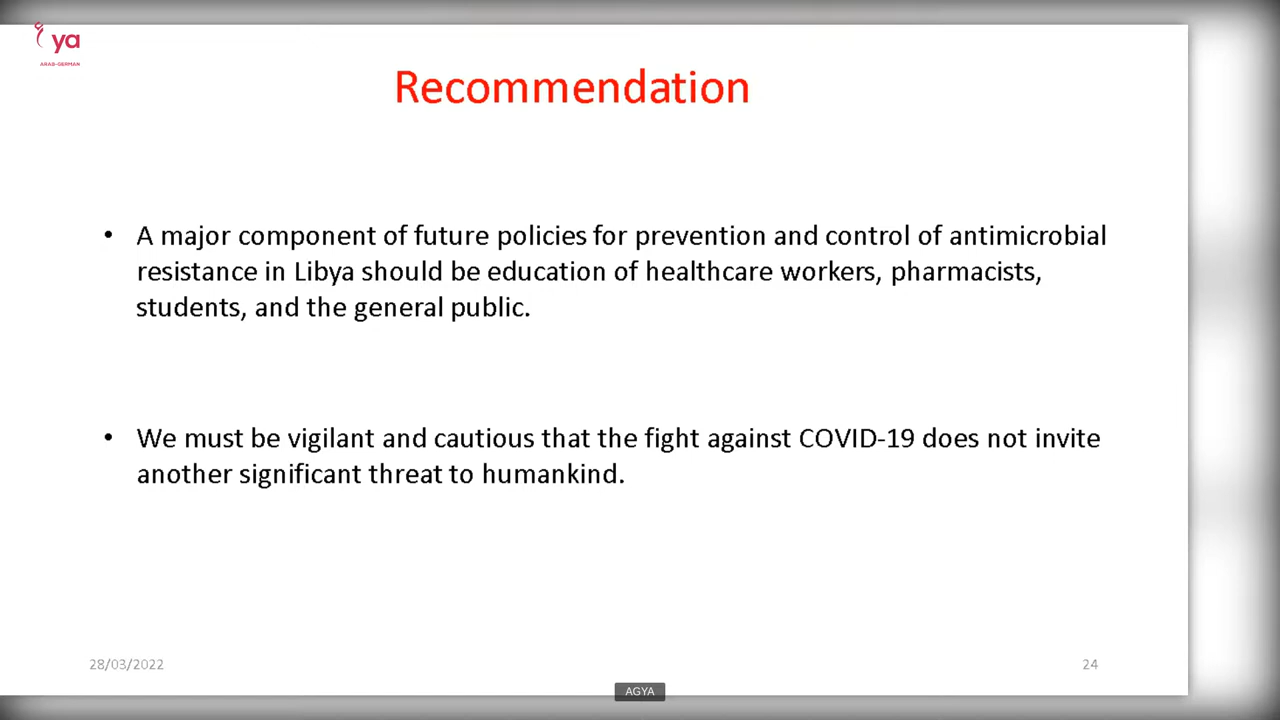 ya
ARAB-GERMAN
Recommendation
• A major component of future policies for prevention and control of antimicrobial
resistance in Libya should be education of healthcare workers, pharmacists,
students, and the general public.
• We must be vigilant and cautious that the fight against COVID-19 does not invite
another significant threat to humankind.
28/03/2022
24
AGYA